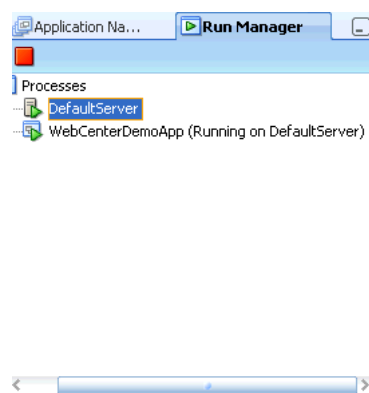 Application Na... Run Manager
Processes
DefaultServer
WebCenterDemoApp (Running on DefaultServer)